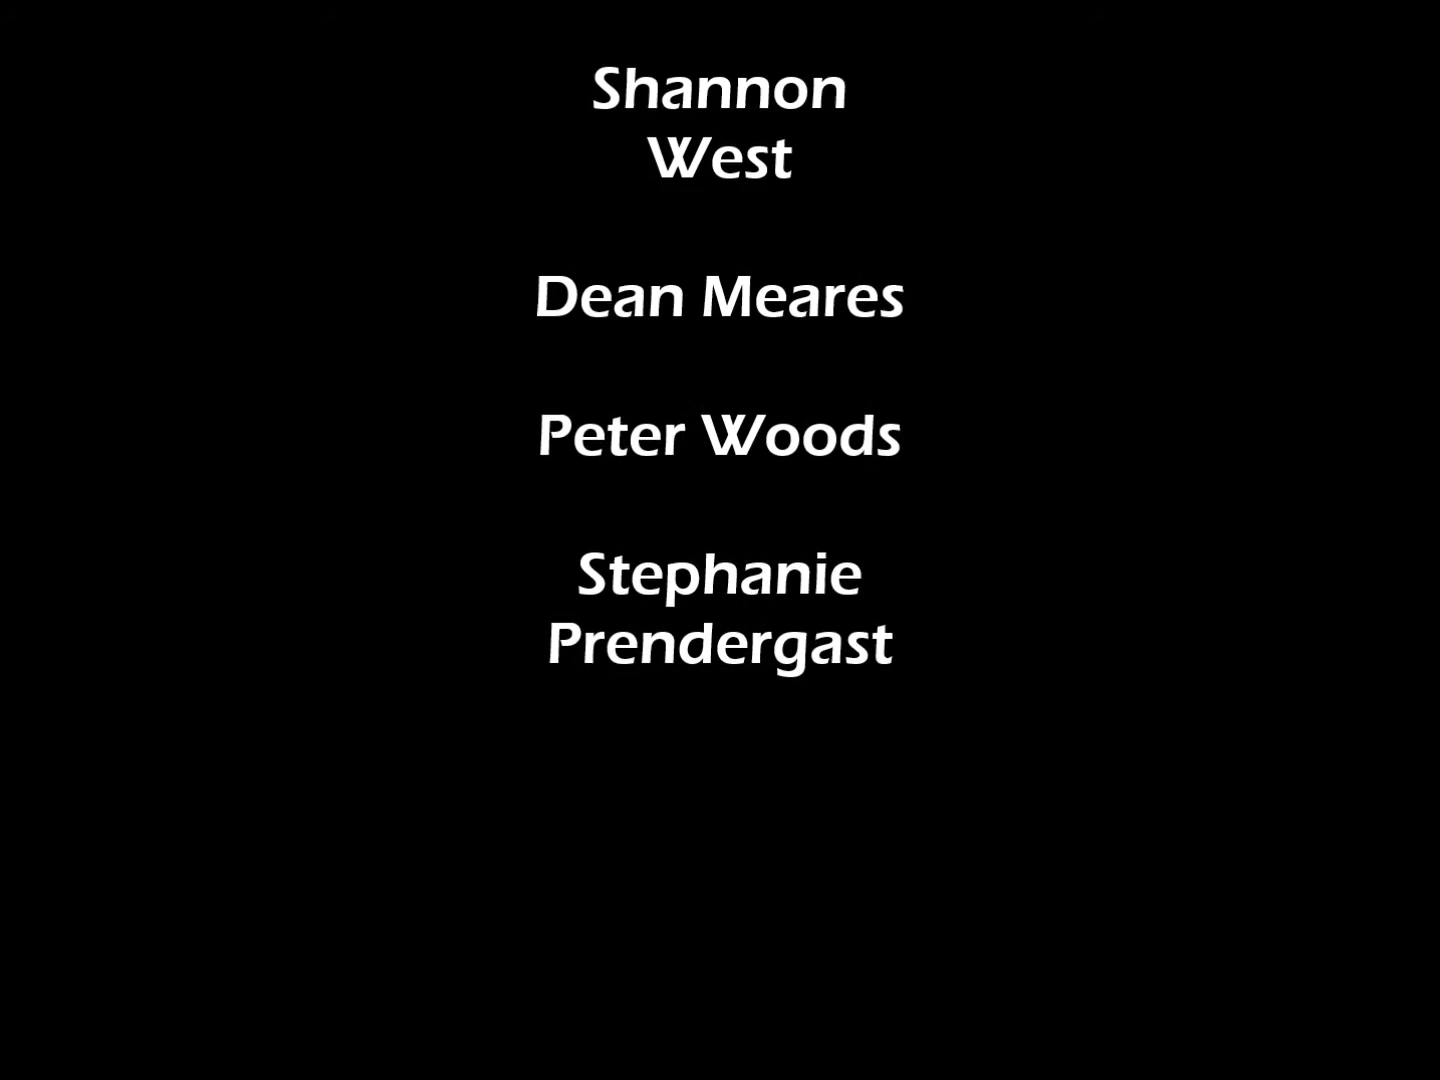 Shannon
West
Dean Meares
Peter Woods
Stephanie
Prendergast